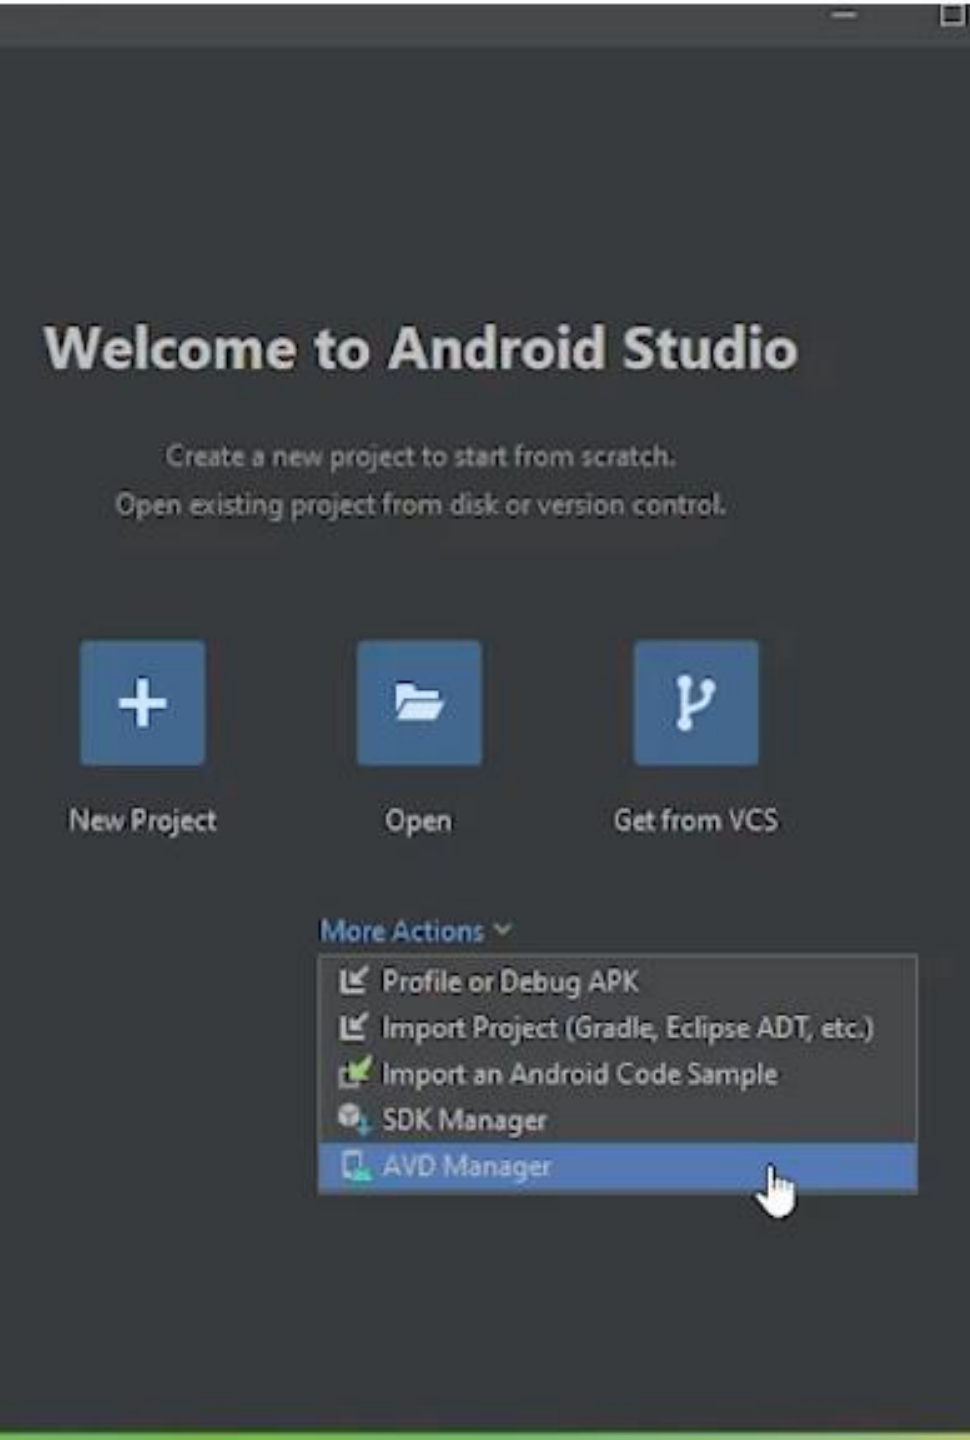 Welcome to Android Studio
Create a new project to start from scratch.
Open existing project from disk or version control.
New Project
Open
Get from VCS
More Actions
Profile or Debug APK
Import Project (Gradle, Eclipse ADT, etc.)
Import an Android Code Sample
SDK Manager
AVD Manager